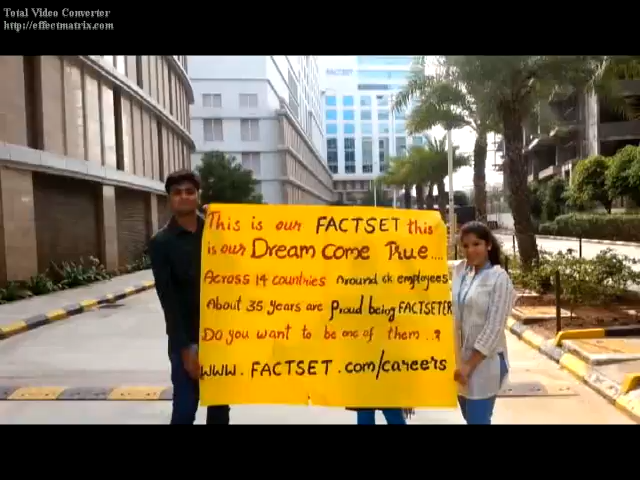 Total Video Converter
http://effectmatrix.com
FACTSET
This is our FACTSET this
is our Dream Come True....
Across 14 countries Around 6k employees
About 35 years are proud being FACTSETER
Do you want to be one of them ..?
www.FACTSET.com/careers